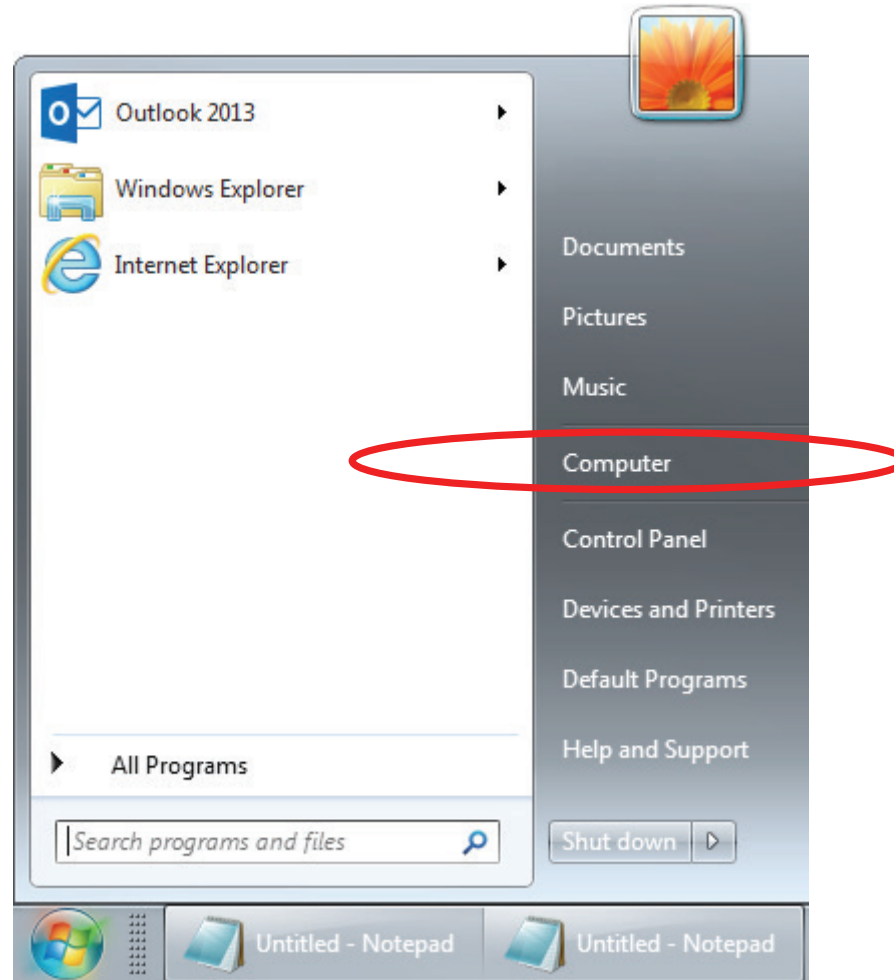 Outlook 2013
Windows Explorer
Internet Explorer
All Programs
Search programs and files
Documents
Pictures
Music
Computer
Control Panel
Devices and Printers
Default Programs
Help and Support
Shut down
Untitled - Notepad
Untitled - Notepad